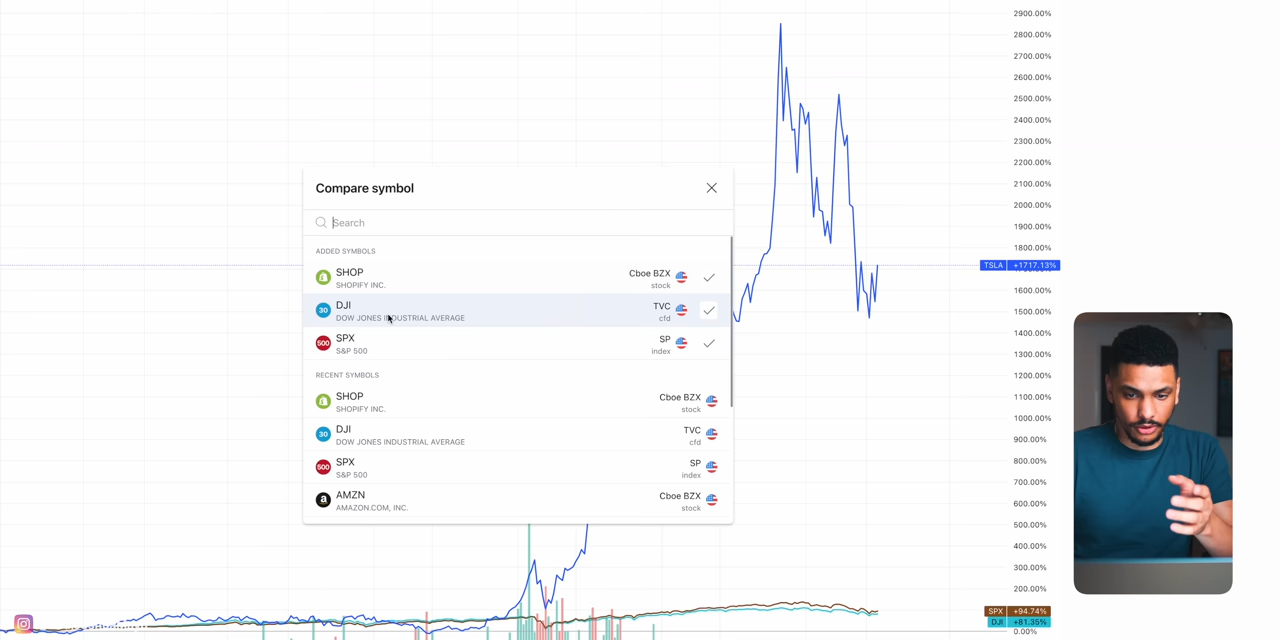 Compare symbol
Search
ADDED SYMBOLS
SHOP
SHOPIFY INC.
Cboe BZX
stock
30
DJI
DOW JONES INDUSTRIAL AVERAGE
TVC
cfd
500
SPX
S&P 500
SP
index
RECENT SYMBOLS
SHOP
SHOPIFY INC.
Cboe BZX
stock
30
DJI
DOW JONES INDUSTRIAL AVERAGE
TVC
cfd
500
SPX
S&P 500
SP
index
a
AMZN
AMAZON.COM, INC.
Cboe BZX
stock
2900.00%
2800.00%
2700.00%
2600.00%
2500.00%
2400.00%
2300.00%
2200.00%
2100.00%
2000.00%
1900.00%
1800.00%
TSLA +1717.13%
1600.00%
1500.00%
1400.00%
1300.00%
1200.00%
1100.00%
1000.00%
900.00%
800.00%
700.00%
600.00%
500.00%
400.00%
300.00%
200.00%
SPX +94.74%
DJI +81.35%
0.00%